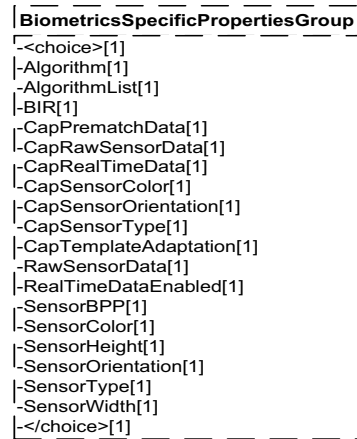 BiometricsSpecificPropertiesGroup
-<choice>[1]
-Algorithm[1]
-AlgorithmList[1]
-BIR[1]
-CapPrematchData[1]
-CapRawSensorData[1]
-CapRealTimeData[1]
-CapSensorColor[1]
-CapSensorOrientation[1]
-CapSensorType[1]
-CapTemplateAdaptation[1]
-RawSensorData[1]
-RealTimeDataEnabled[1]
-SensorBPP[1]
-SensorColor[1]
-SensorHeight[1]
-SensorOrientation[1]
-SensorType[1]
-SensorWidth[1]
-</choice>[1]